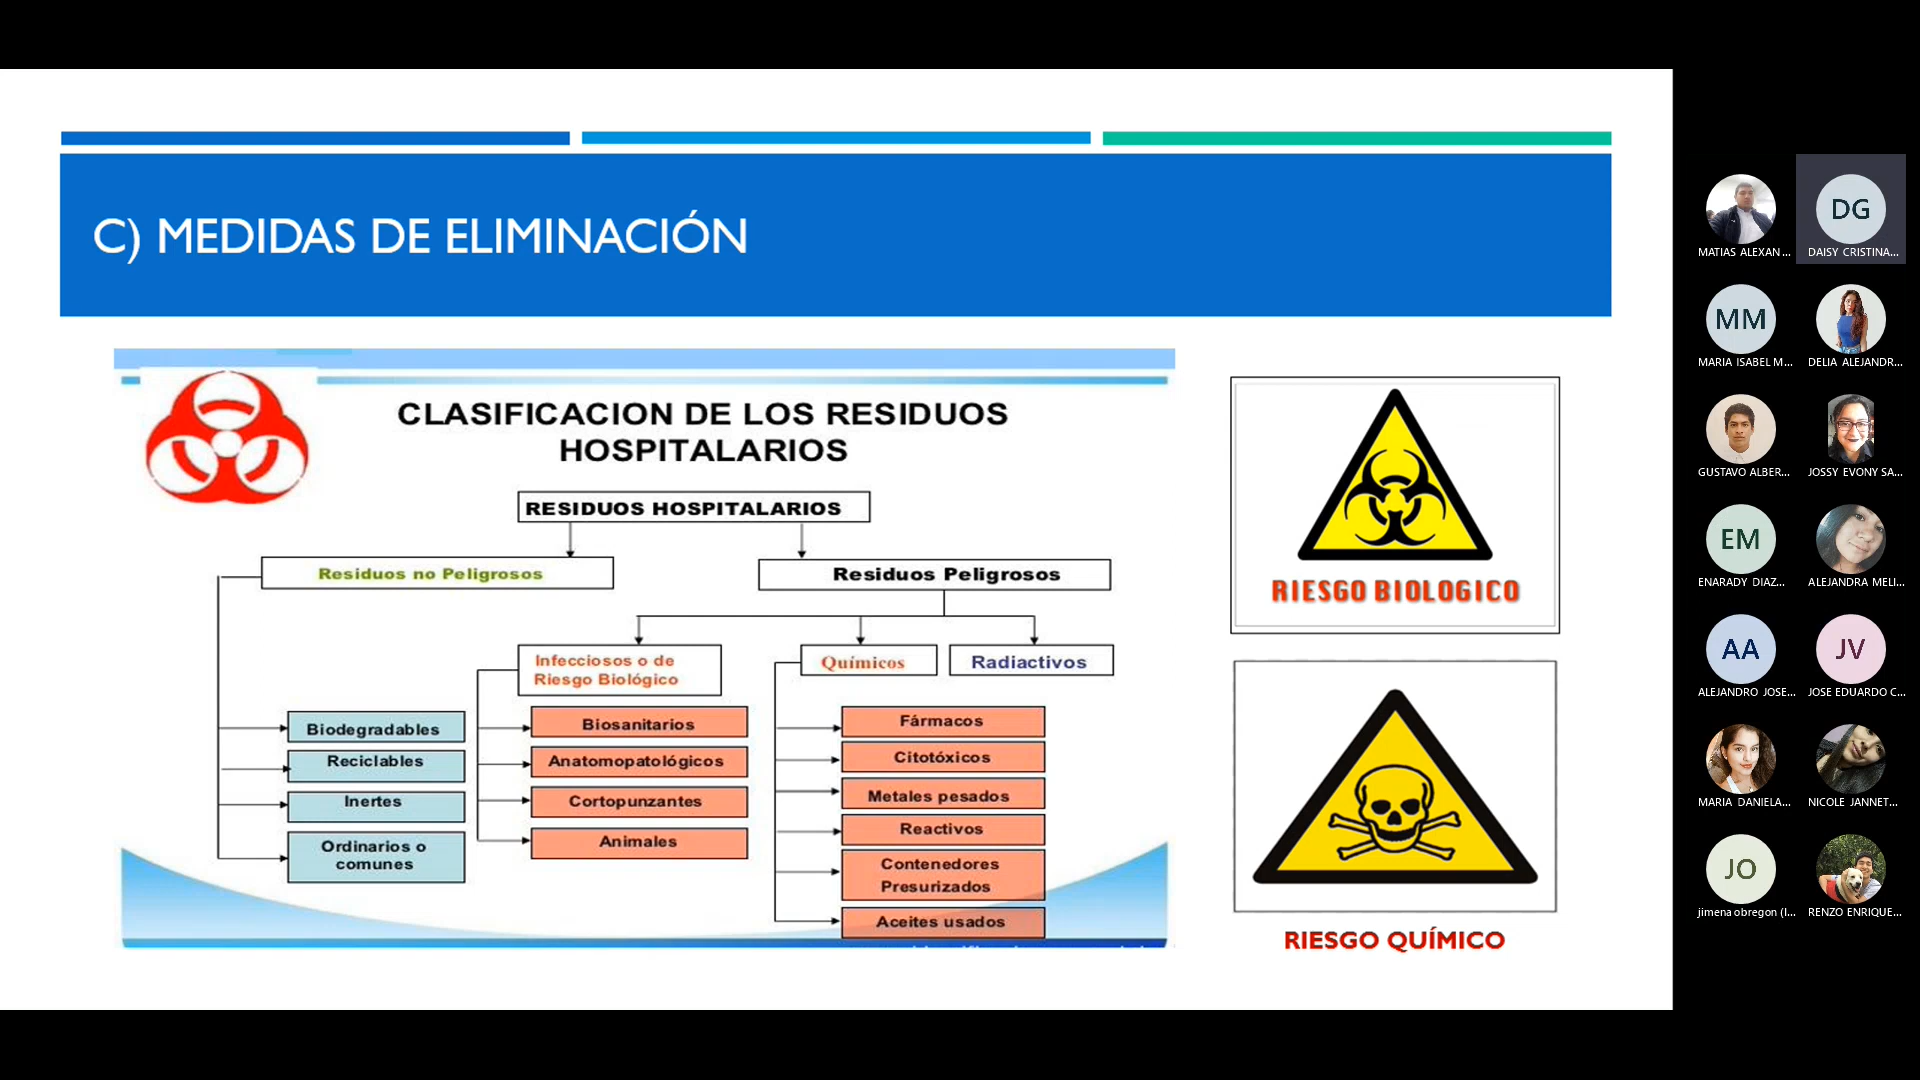 C) MEDIDAS DE ELIMINACIÓN
CLASIFICACION DE LOS RESIDUOS
HOSPITALARIOS
RESIDUOS HOSPITALARIOS
Residuos no Peligrosos
Residuos Peligrosos
Infecciosos o de
Riesgo Biológico
Químicos
Radiactivos
Biodegradables
Reciclables
Inertes
Ordinarios o
comunes
Biosanitarios
Anatomopatológicos
Cortopunzantes
Animales
Fármacos
Citotóxicos
Metales pesados
Reactivos
Contenedores
Presurizados
Aceites usados
RIESGO BIOLOGICO
RIESGO QUÍMICO
MATIAS ALEXAN...
DG
DAISY CRISTINA...
MM
MARIA ISABEL M...
DELIA ALEJANDR...
GUSTAVO ALBER...
JOSSY EVONY SA...
EM
ENARADY DIAZ...
ALEJANDRA MELI...
AA
ALEJANDRO JOSE...
JV
JOSE EDUARDO C...
MARIA DANIELA...
NICOLE JANNET...
JO
jimena obregon (I...
RENZO ENRIQUE...